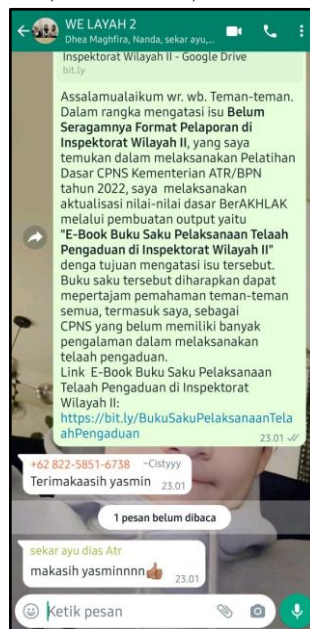 WE LAYAH 2
Dhea Maghfira, Nanda, sekar ayu,...
Inspektorat Wilayah II - Google Drive
bit.ly
Assalamualaikum wr. wb. Teman-teman.
Dalam rangka mengatasi isu Belum
Seragamnya Format Pelaporan di
Inspektorat Wilayah II, yang saya
temukan dalam melaksanakan Pelatihan
Dasar CPNS Kementerian ATR/BPN
tahun 2022, saya melaksanakan
aktualisasi nilai-nilai dasar BerAKHLAK
melalui pembuatan output yaitu
"E-Book Buku Saku Pelaksanaan Telaah
Pengaduan di Inspektorat Wilayah II"
denga tujuan mengatasi isu tersebut.
Buku saku tersebut diharapkan dapat
mepertajam pemahaman teman-teman
semua, termasuk saya, sebagai
CPNS yang belum memiliki banyak
pengalaman dalam melaksanakan
telaah pengaduan.
Link E-Book Buku Saku Pelaksanaan
Telaah Pengaduan di Inspektorat
Wilayah II:
https://bit.ly/BukuSakuPelaksanaanTela
ahPengaduan 23.01
+62 822-5851-6738 ~Cistyyy
Terimakaasih yasmin 23.01
1 pesan belum dibaca
sekar ayu dias Atr
makasih yasminnnn👍🏾 23.01
Ketik pesan